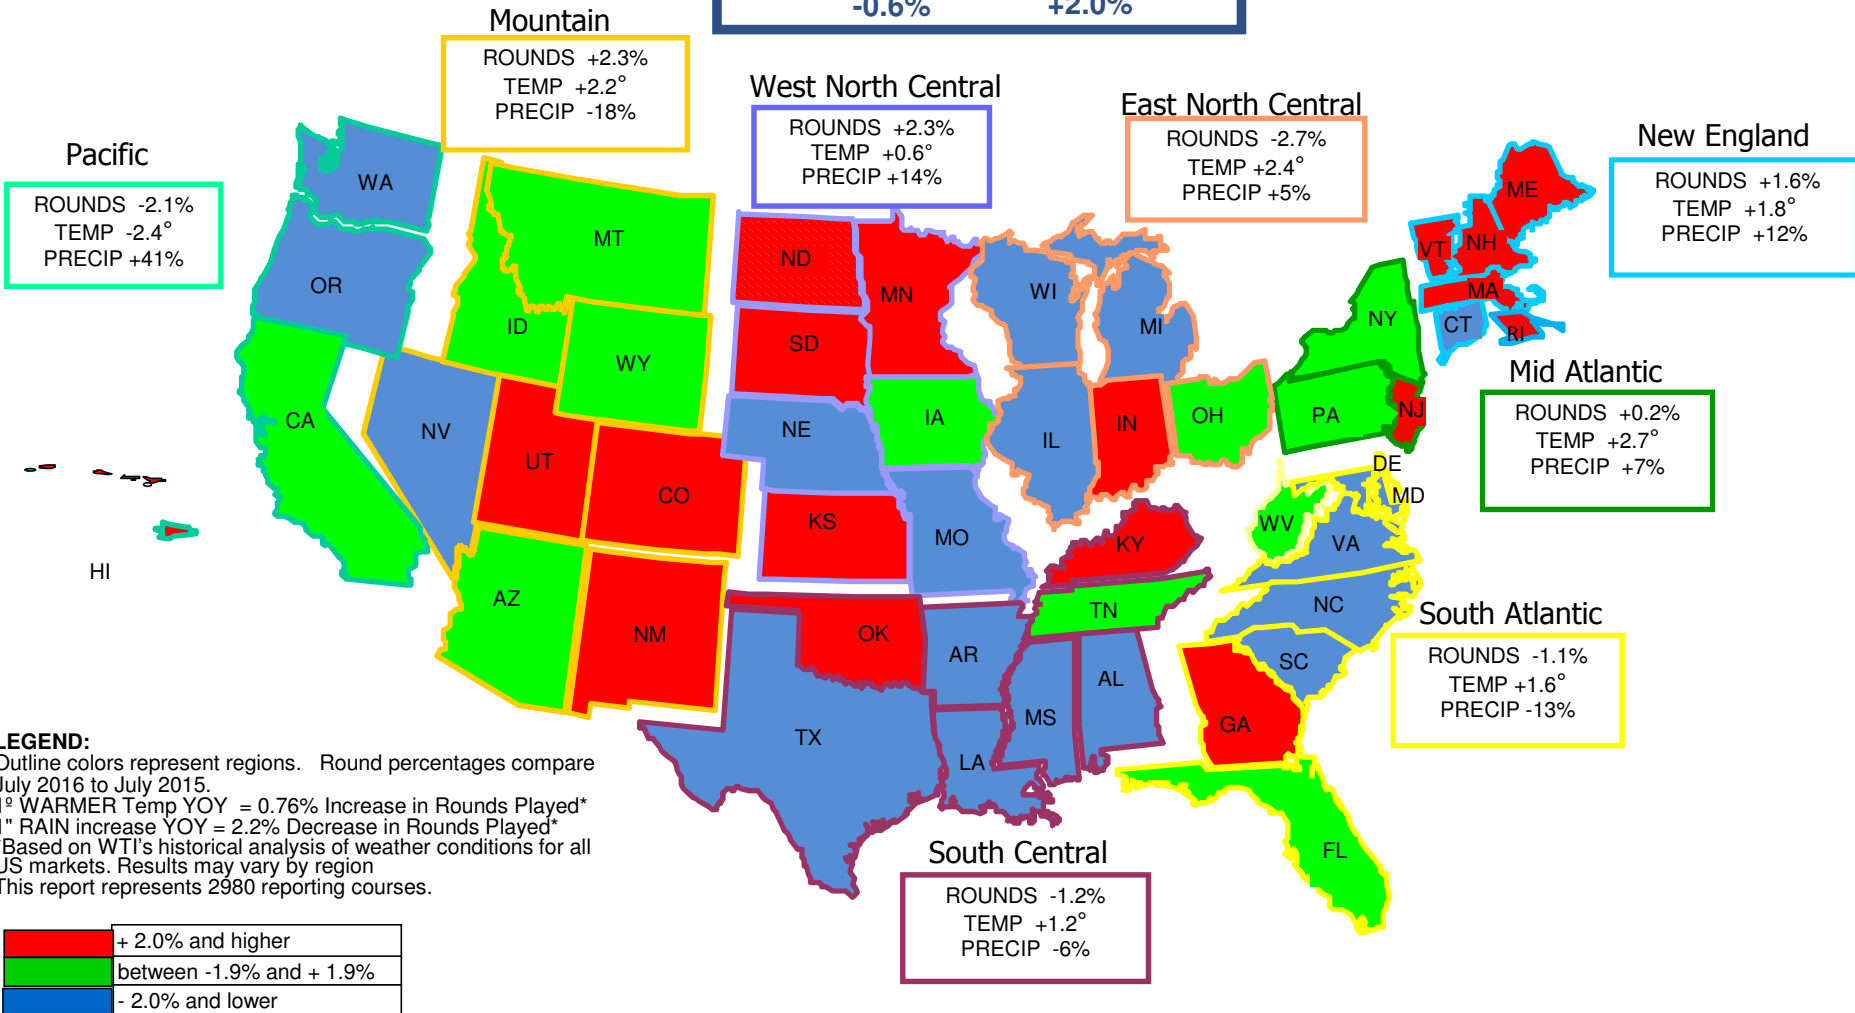 -0.6% +2.0%
Mountain
ROUNDS +2.3%
TEMP +2.2°
PRECIP -18%
West North Central
ROUNDS +2.3%
TEMP +0.6°
PRECIP +14%
East North Central
ROUNDS -2.7%
TEMP +2.4°
PRECIP +5%
New England
ROUNDS +1.6%
TEMP +1.8°
PRECIP +12%
Pacific
ROUNDS -2.1%
TEMP -2.4°
PRECIP +41%
Mid Atlantic
ROUNDS +0.2%
TEMP +2.7°
PRECIP +7%
South Atlantic
ROUNDS -1.1%
TEMP +1.6°
PRECIP -13%
South Central
ROUNDS -1.2%
TEMP +1.2°
PRECIP -6%
WA
OR
CA
HI
MT
ID
WY
NV
UT
CO
AZ
NM
ND
SD
NE
KS
MN
IA
MO
WI
MI
IL
IN
OH
KY
TN
OK
AR
TX
LA
MS
AL
ME
VT
NH
MA
CT
RI
NY
PA
NJ
DE
MD
WV
VA
NC
SC
GA
FL
LEGEND:
Outline colors represent regions. Round percentages compare
July 2016 to July 2015.
1º WARMER Temp YOY = 0.76% Increase in Rounds Played*
1" RAIN increase YOY = 2.2% Decrease in Rounds Played*
*Based on WTI's historical analysis of weather conditions for all
US markets. Results may vary by region
This report represents 2980 reporting courses.
+ 2.0% and higher
between -1.9% and + 1.9%
- 2.0% and lower